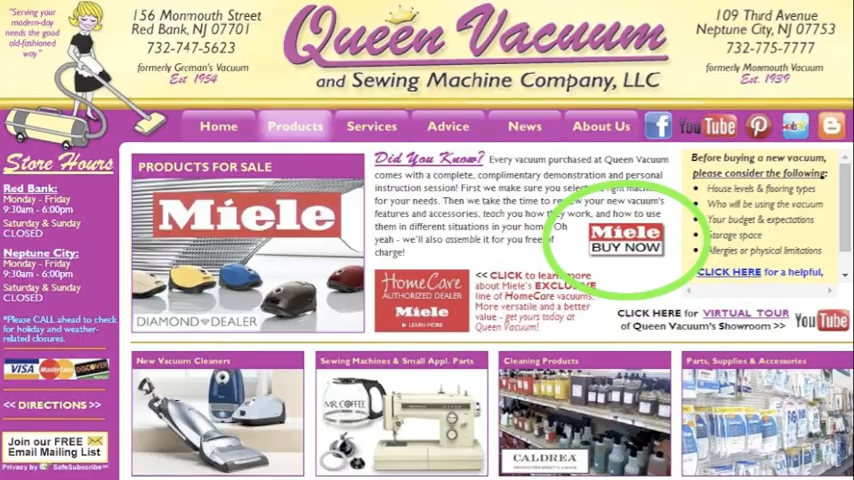 "Serving your
modern-day
needs the good
old-fashioned
way."
156 Monmouth Street
Red Bank, NJ 07701
732-747-5623
formerly Groman's Vacuum
Est 1954
Queen Vacuum
and Sewing Machine Company, LLC
109 Third Avenue
Neptune City, NJ 07753
732-775-7777
formerly Monmouth Vacuum
Est. 1939
Home
Products
Services
Advice
News
About Us
f
YouTube
ebay
Store Hours
Red Bank:
Monday - Friday
9:30am - 6:00pm
Saturday & Sunday
CLOSED
Neptune City:
Monday - Friday
9:30am - 6:00pm
Saturday & Sunday
CLOSED
*Please CALL ahead to check
for holiday and weather-
related closures.
VISA MasterCard DISCOVER
<< DIRECTIONS >>
Join our FREE
Email Mailing List
Privacy by SafeSubscribe
PRODUCTS FOR SALE
Miele
DIAMOND DEALER
Did You Know? Every vacuum purchased at Queen Vacuum
comes with a complete, complimentary demonstration and personal
instruction session! First we make sure you select the right
for your needs. Then we take the time to review your new vacuum's
features and accessories, teach you how they work, and how to use
them in different situations in your home. Oh
yeah - we'll also assemble it for you free of
charge!
Miele
BUY NOW
HomeCare
AUTHORIZED DEALER
Miele
LEARN MORE
<< CLICK to learn more
about Miele's EXCLUSIVE
line of HomeCare vacuums.
More versatile and a better
value - get yours today at
Queen Vacuum!
Before buying a new vacuum,
please consider the following:
House levels & flooring types
Who will be using the vacuum
Your budget & expectations
Storage space
Allergies or physical limitations
CLICK HERE for a helpful,
CLICK HERE for VIRTUAL TOUR
of Queen Vacuum's Showroom >>
YouTube
New Vacuum Cleaners
Sewing Machines & Small Appl. Parts
MR. COFFEE
Cleaning Products
CALDREA
Parts, Supplies & Accessories